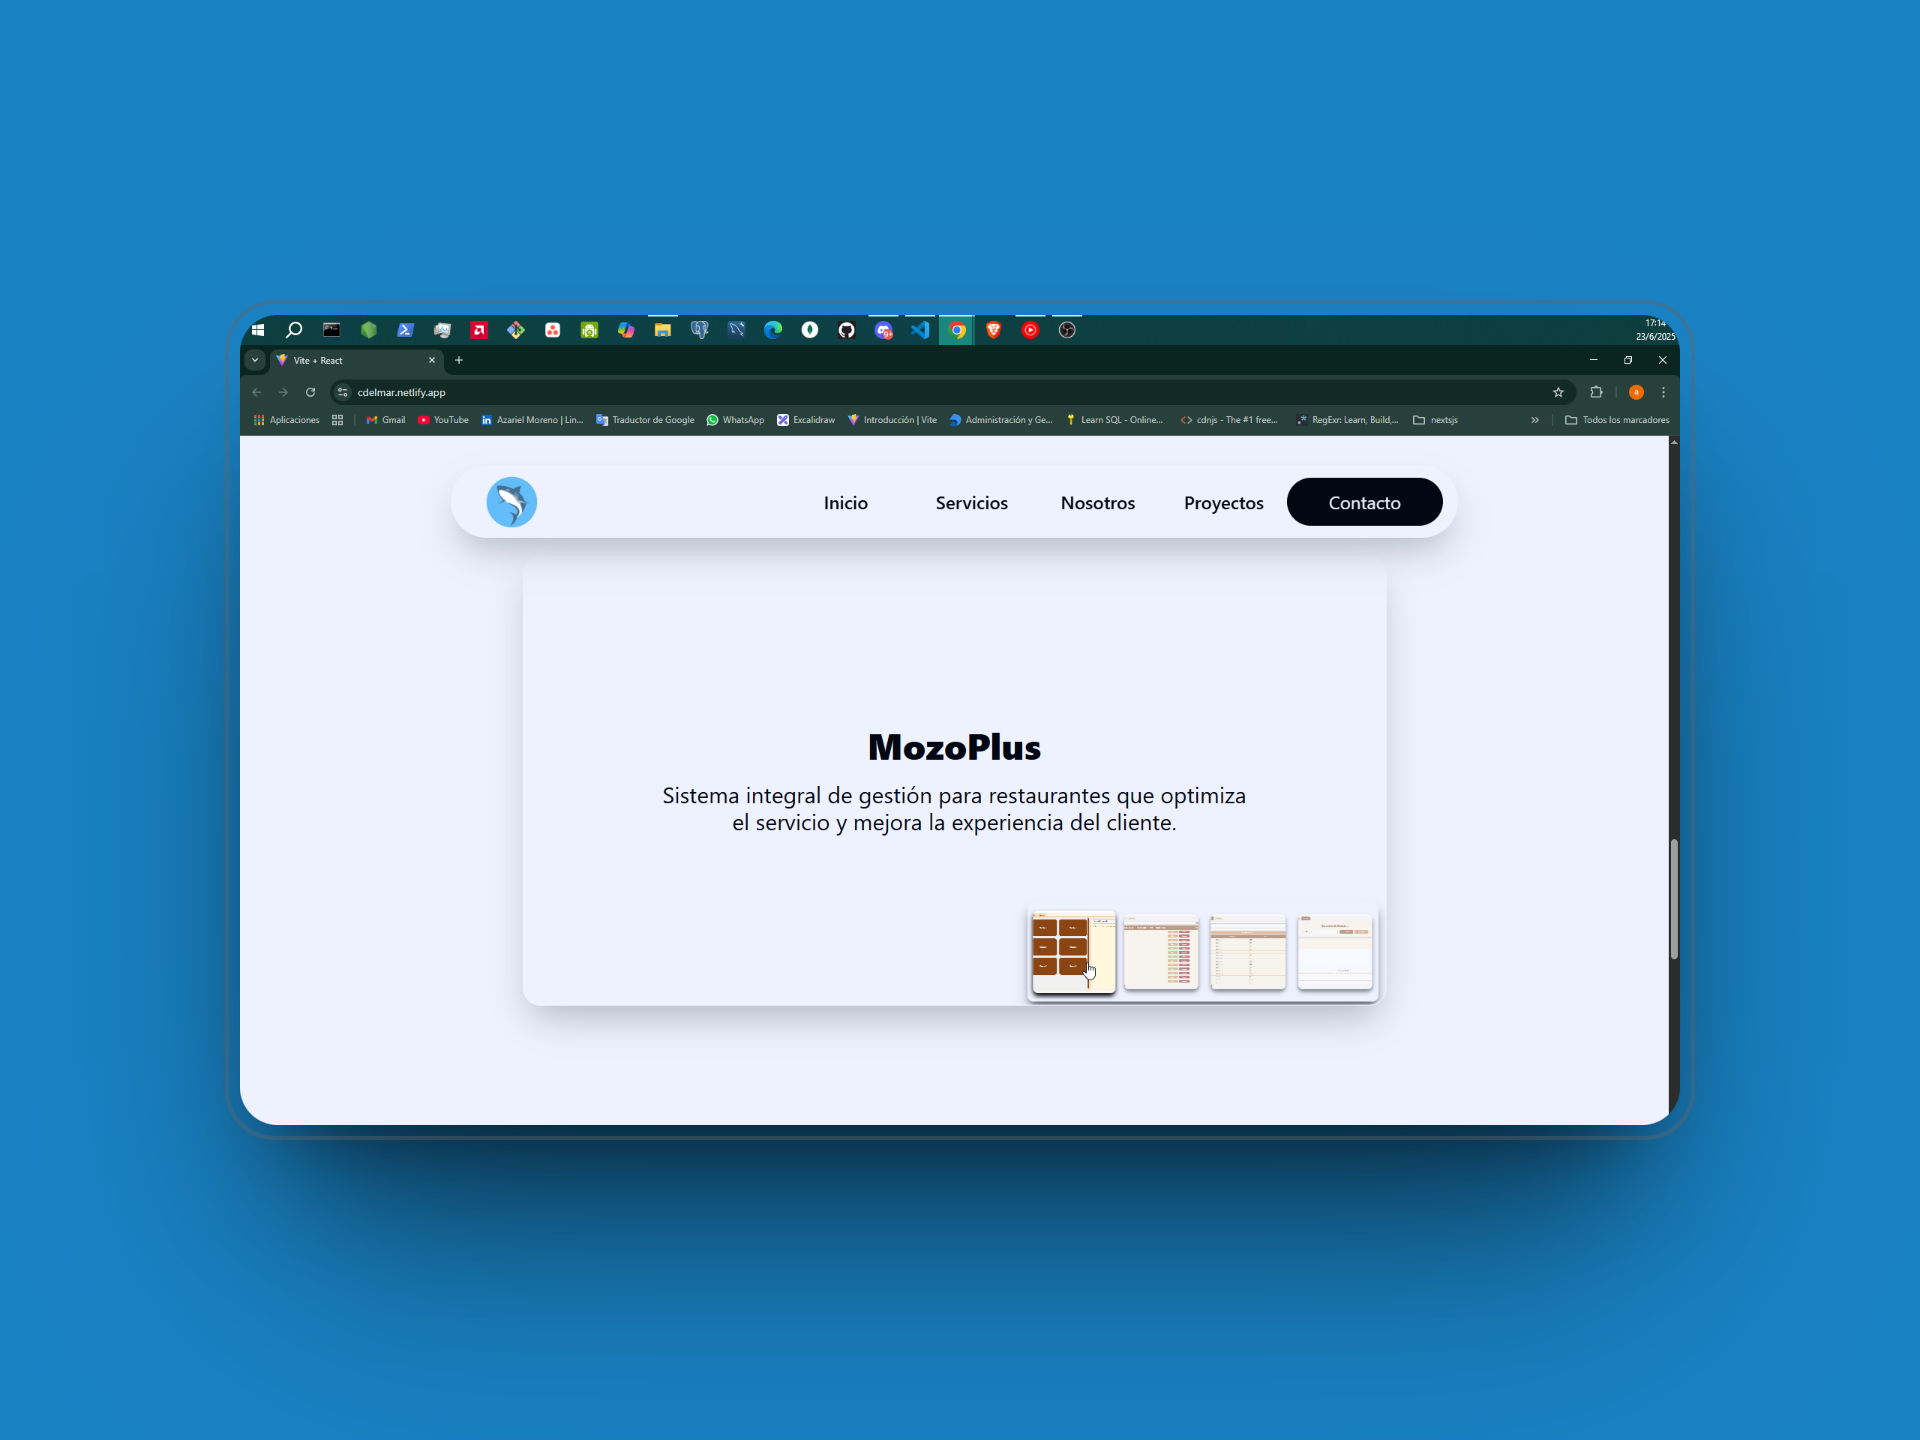 17:14
23/6/2025
Vite + React
cdelmar.netlify.app
a
Aplicaciones
Gmail
YouTube
Azariel Moreno | Lin...
Traductor de Google
WhatsApp
Excalidraw
Introducción | Vite
Administración y Ge...
Learn SQL - Online...
cdnjs - The #1 free...
RegExr: Learn, Build,...
nextsjs
Todos los marcadores
Inicio
Servicios
Nosotros
Proyectos
Contacto
MozoPlus
Sistema integral de gestión para restaurantes que optimiza
el servicio y mejora la experiencia del cliente.